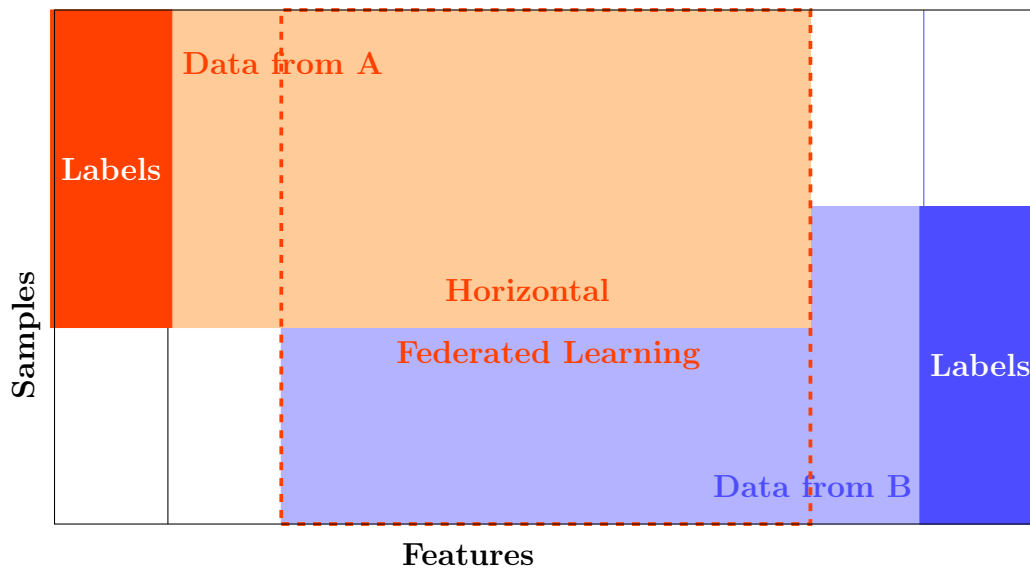 Data from A
Labels
Horizontal
Federated Learning
Labels
Data from B
Samples
Features